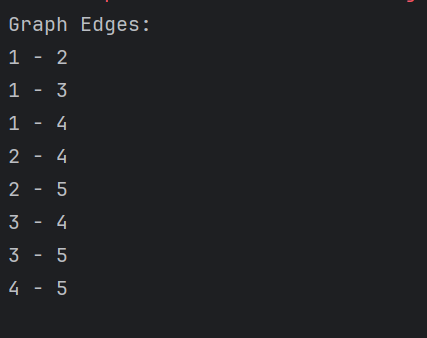 Graph Edges:
1 - 2
1 - 3
1 - 4
2 - 4
2 - 5
3 - 4
3 - 5
4 - 5